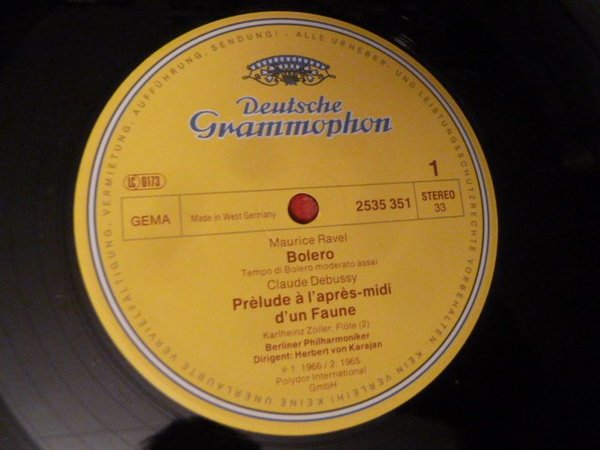 KEIN VERLEIH! KEINE UNERLAUBTE VERVIELFÄLTIGUNG, VERMIETUNG, AUFFÜHRUNG, SENDUNG! - ALLE URHEBER- UND LEISTUNGSSCHUTZRECHTE VORBEHALTEN.
Deutsche
Grammophon
1
LC 0173
GEMA
Made in West Germany
2535 351
STEREO
33
Maurice Ravel
Bolero
Tempo di Bolero moderato assai
Claude Debussy
Prélude à l'après-midi
d'un Faune
Karlheinz Zöller, Flöte (2)
Berliner Philharmoniker
Dirigent: Herbert von Karajan
℗ 1: 1966 / 2: 1965
Polydor International
GmbH